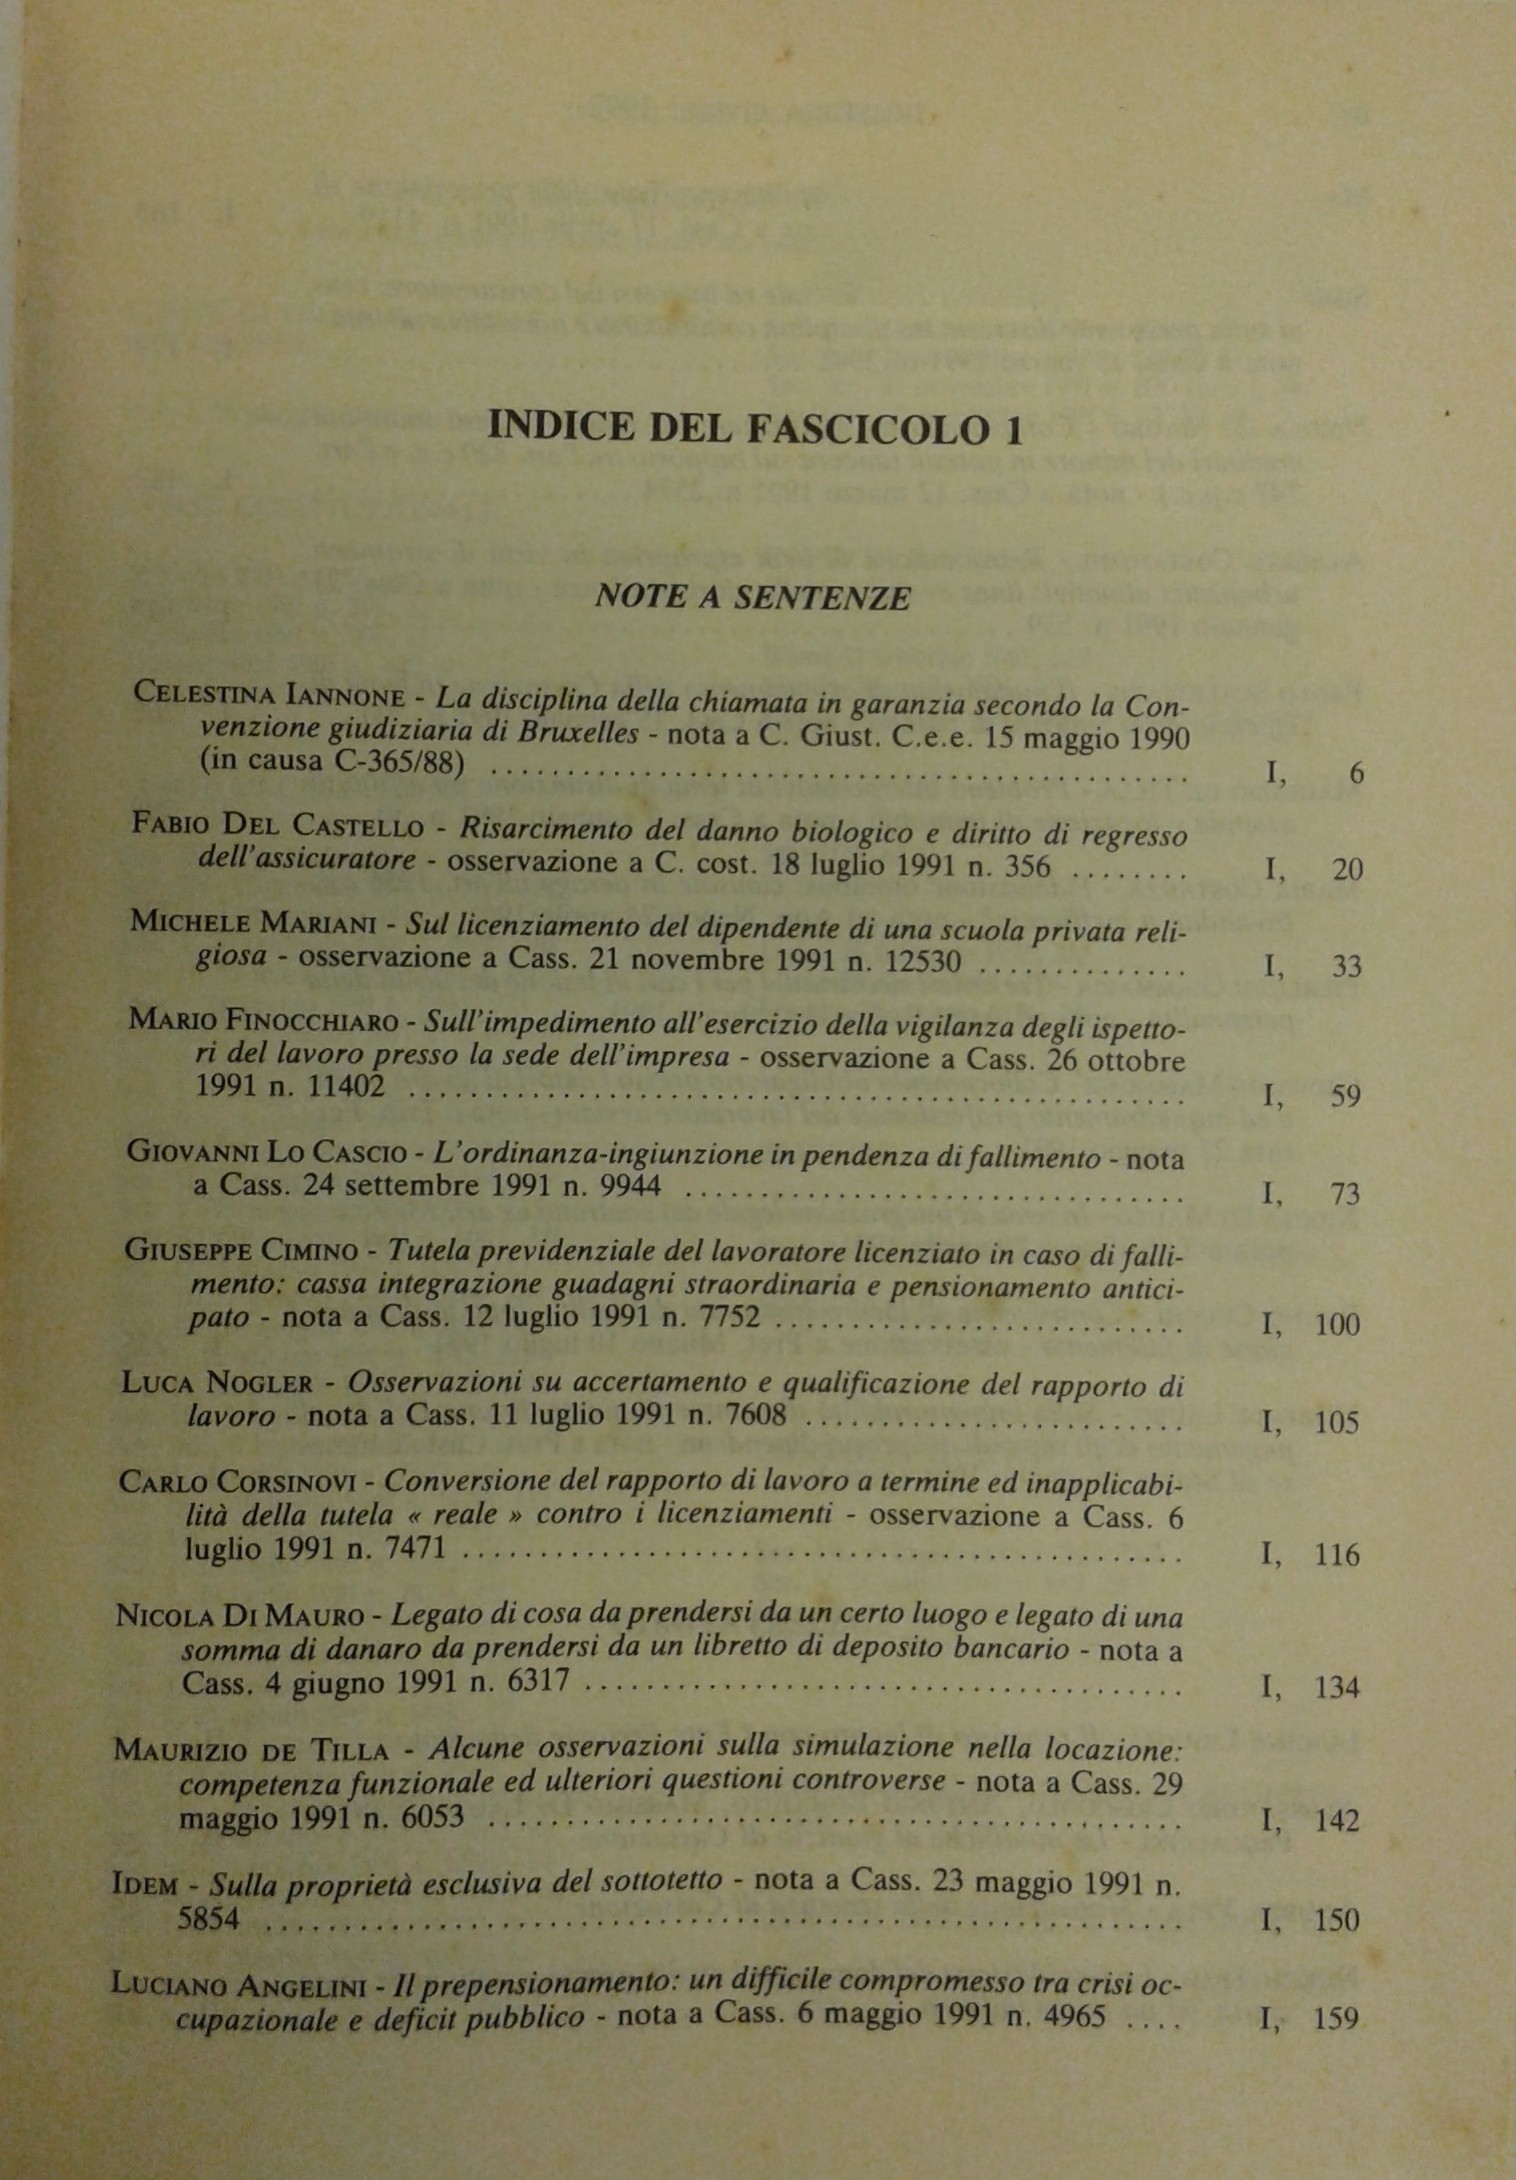 INDICE DEL FASCICOLO 1
NOTE A SENTENZE
CELESTINA IANNONE - La disciplina della chiamata in garanzia secondo la Con-
venzione giudiziaria di Bruxelles - nota a C. Giust. C.e.e. 15 maggio 1990
(in causa C-365/88) .................................................. I, 6
FABIO DEL CASTELLO - Risarcimento del danno biologico e diritto di regresso
dell'assicuratore - osservazione a C. cost. 18 luglio 1991 n. 356 ........ I, 20
MICHELE MARIANI - Sul licenziamento del dipendente di una scuola privata reli-
giosa - osservazione a Cass. 21 novembre 1991 n. 12530 .............. I, 33
MARIO FINOCCHIARO - Sull'impedimento all'esercizio della vigilanza degli ispetto-
ri del lavoro presso la sede dell'impresa - osservazione a Cass. 26 ottobre
1991 n. 11402 .................................................. I, 59
GIOVANNI LO CASCIO - L'ordinanza-ingiunzione in pendenza di fallimento - nota
a Cass. 24 settembre 1991 n. 9944 ................................. I, 73
GIUSEPPE CIMINO - Tutela previdenziale del lavoratore licenziato in caso di falli-
mento: cassa integrazione guadagni straordinaria e pensionamento antici-
pato - nota a Cass. 12 luglio 1991 n. 7752 ........................... I, 100
LUCA NOGLER - Osservazioni su accertamento e qualificazione del rapporto di
lavoro - nota a Cass. 11 luglio 1991 n. 7608 ......................... I, 105
CARLO CORSINOVI - Conversione del rapporto di lavoro a termine ed inapplicabi-
lità della tutela « reale » contro i licenziamenti - osservazione a Cass. 6
luglio 1991 n. 7471 ............................................... I, 116
NICOLA DI MAURO - Legato di cosa da prendersi da un certo luogo e legato di una
somma di danaro da prendersi da un libretto di deposito bancario - nota a
Cass. 4 giugno 1991 n. 6317 ....................................... I, 134
MAURIZIO DE TILLA - Alcune osservazioni sulla simulazione nella locazione:
competenza funzionale ed ulteriori questioni controverse - nota a Cass. 29
maggio 1991 n. 6053 .............................................. I, 142
IDEM - Sulla proprietà esclusiva del sottotetto - nota a Cass. 23 maggio 1991 n.
5854 ............................................................ I, 150
LUCIANO ANGELINI - Il prepensionamento: un difficile compromesso tra crisi oc-
cupazionale e deficit pubblico - nota a Cass. 6 maggio 1991 n. 4965 .... I, 159